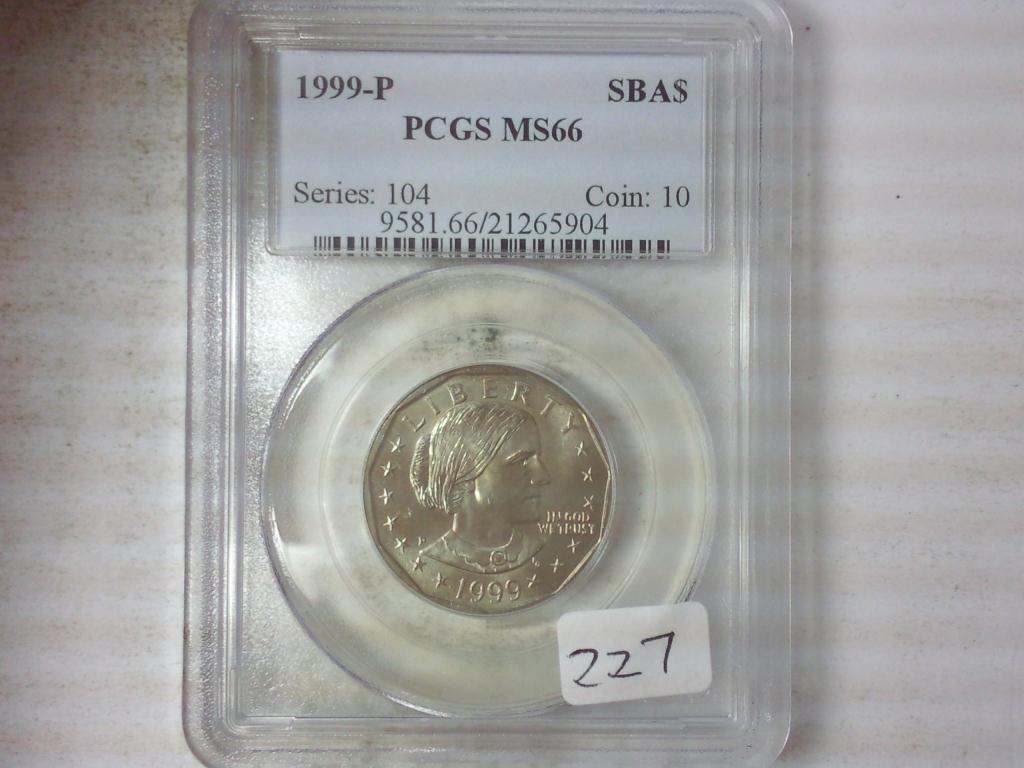 1999-P SBA$
PCGS MS66
Series: 104 Coin: 10
9581.66/21265904
LIBERTY
IN GOD
WE TRUST
P
1999
227